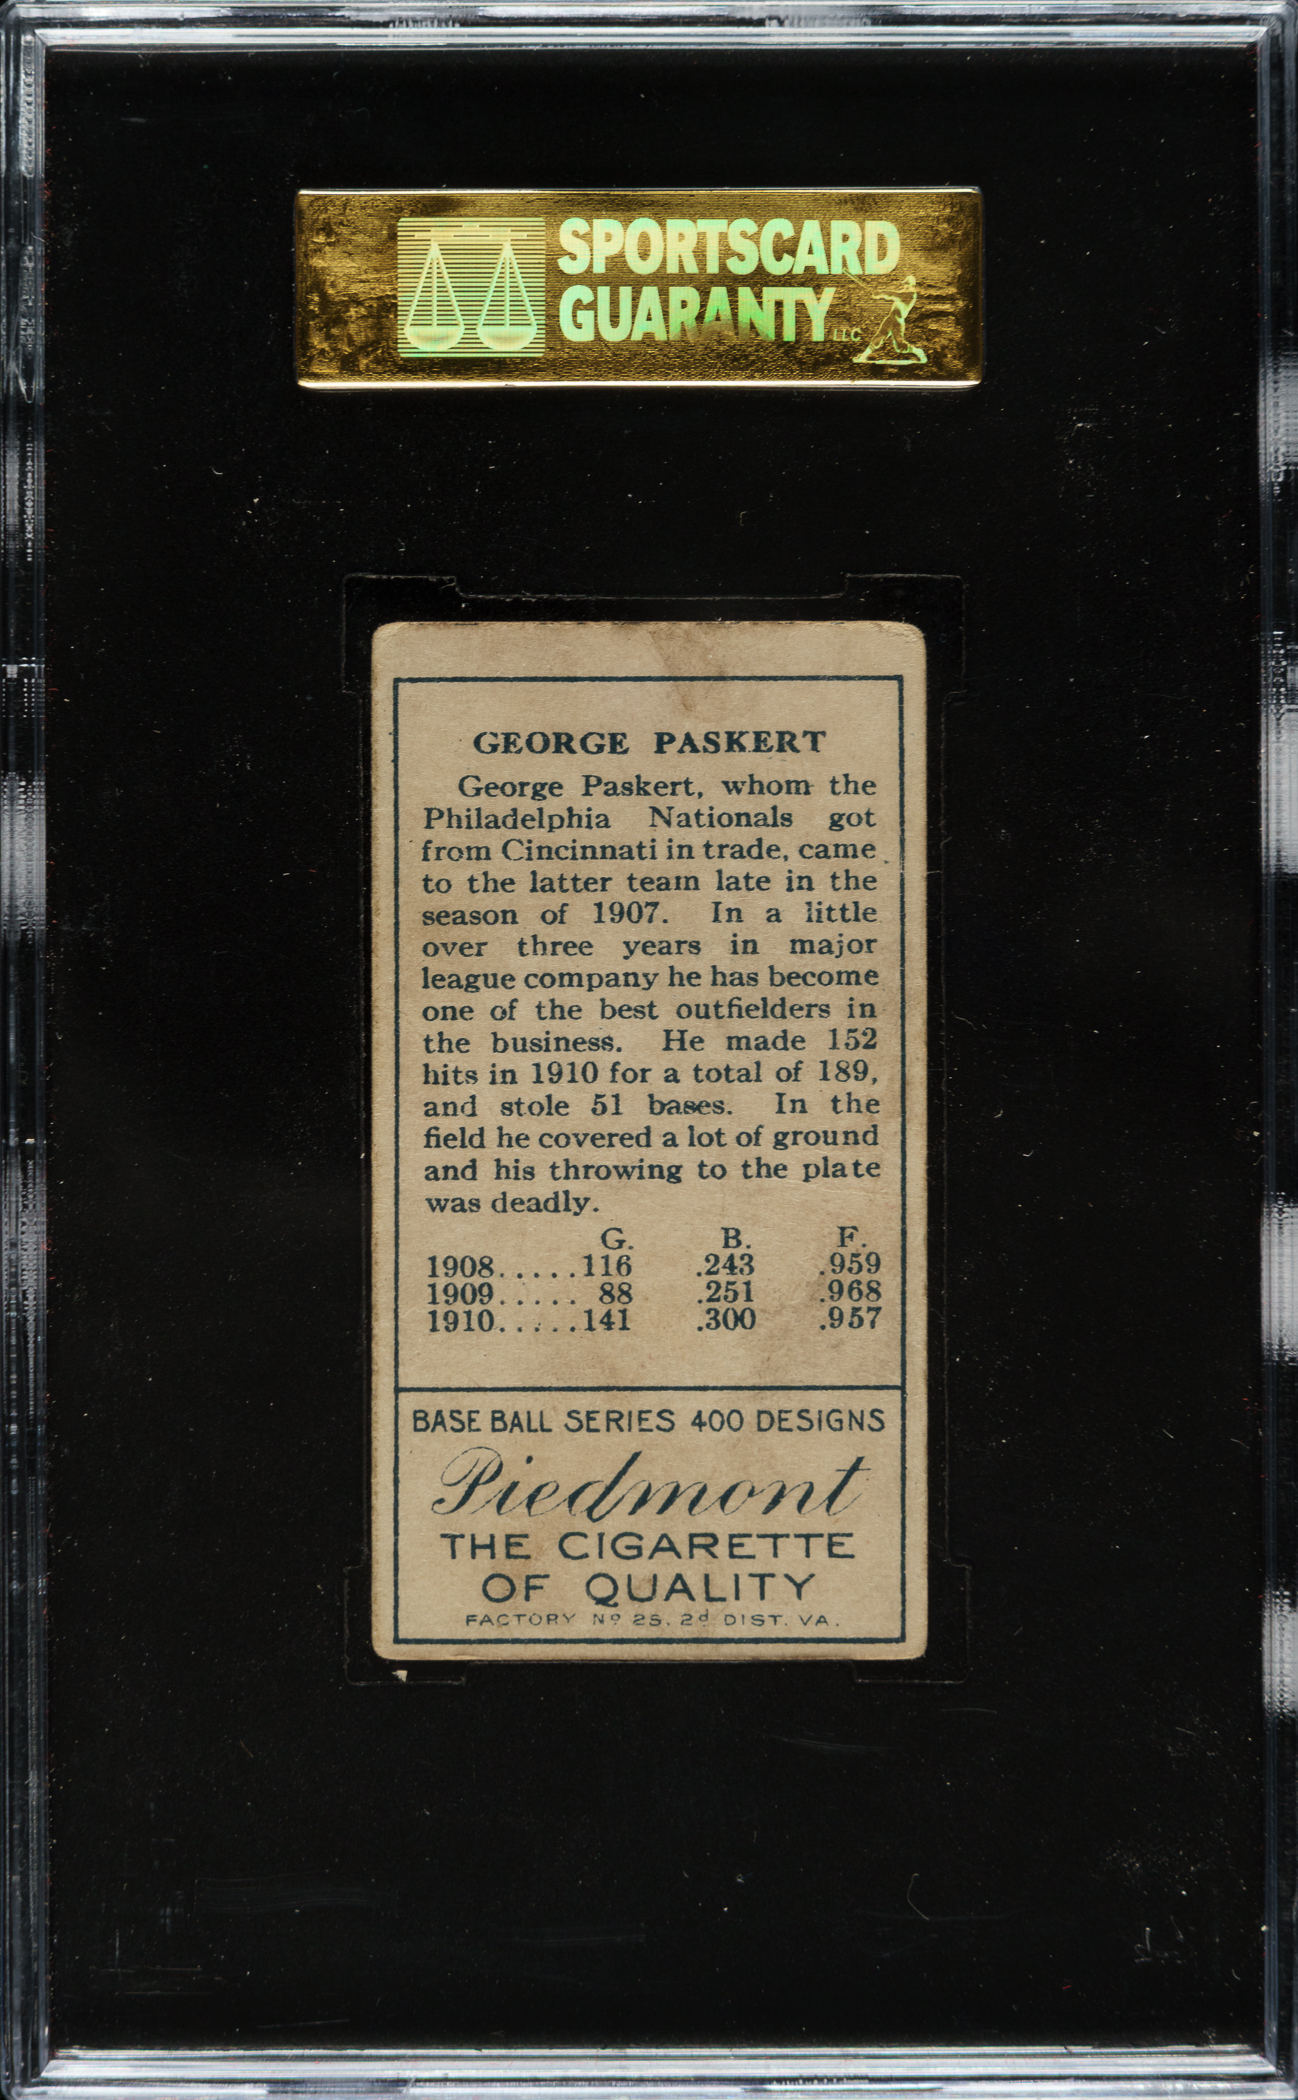 SPORTSCARD
GUARANTY LLC
GEORGE PASKERT
George Paskert, whom the
Philadelphia Nationals got
from Cincinnati in trade, came
to the latter team late in the
season of 1907. In a little
over three years in major
league company he has become
one of the best outfielders in
the business. He made 152
hits in 1910 for a total of 189,
and stole 51 bases. In the
field he covered a lot of ground
and his throwing to the plate
was deadly.
G. B. F.
1908.....116 .243 .959
1909..... 88 .251 .968
1910.....141 .300 .957
BASE BALL SERIES 400 DESIGNS
Piedmont
THE CIGARETTE
OF QUALITY
FACTORY Nº 25. 2d DIST. VA.